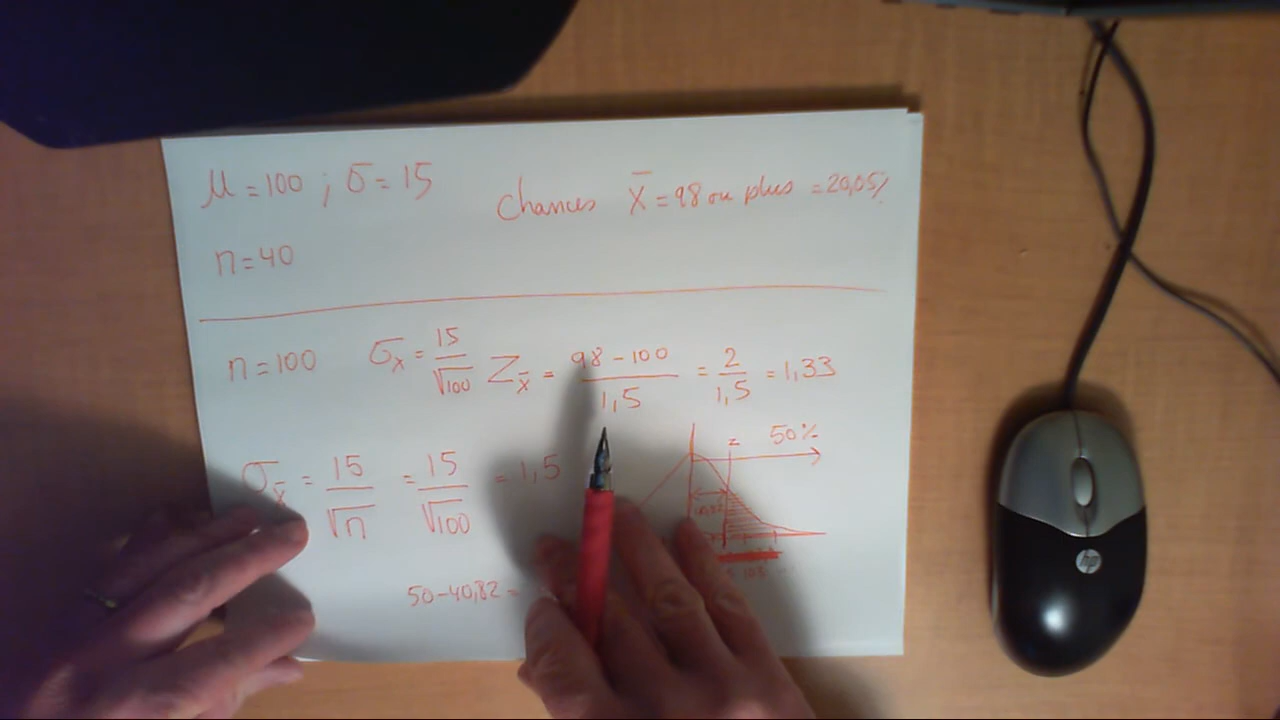 μ = 100 ; σ = 15
Chances X̄ = 98 ou plus = 20,05%
n = 40
n = 100 σx̄ = 15/√100 Zx̄ = 98 - 100/1,5 = 2/1,5 = 1,33
z 50%
σx̄ = 15/√n = 15/√100 = 1,5
50 - 40,82 =
hp